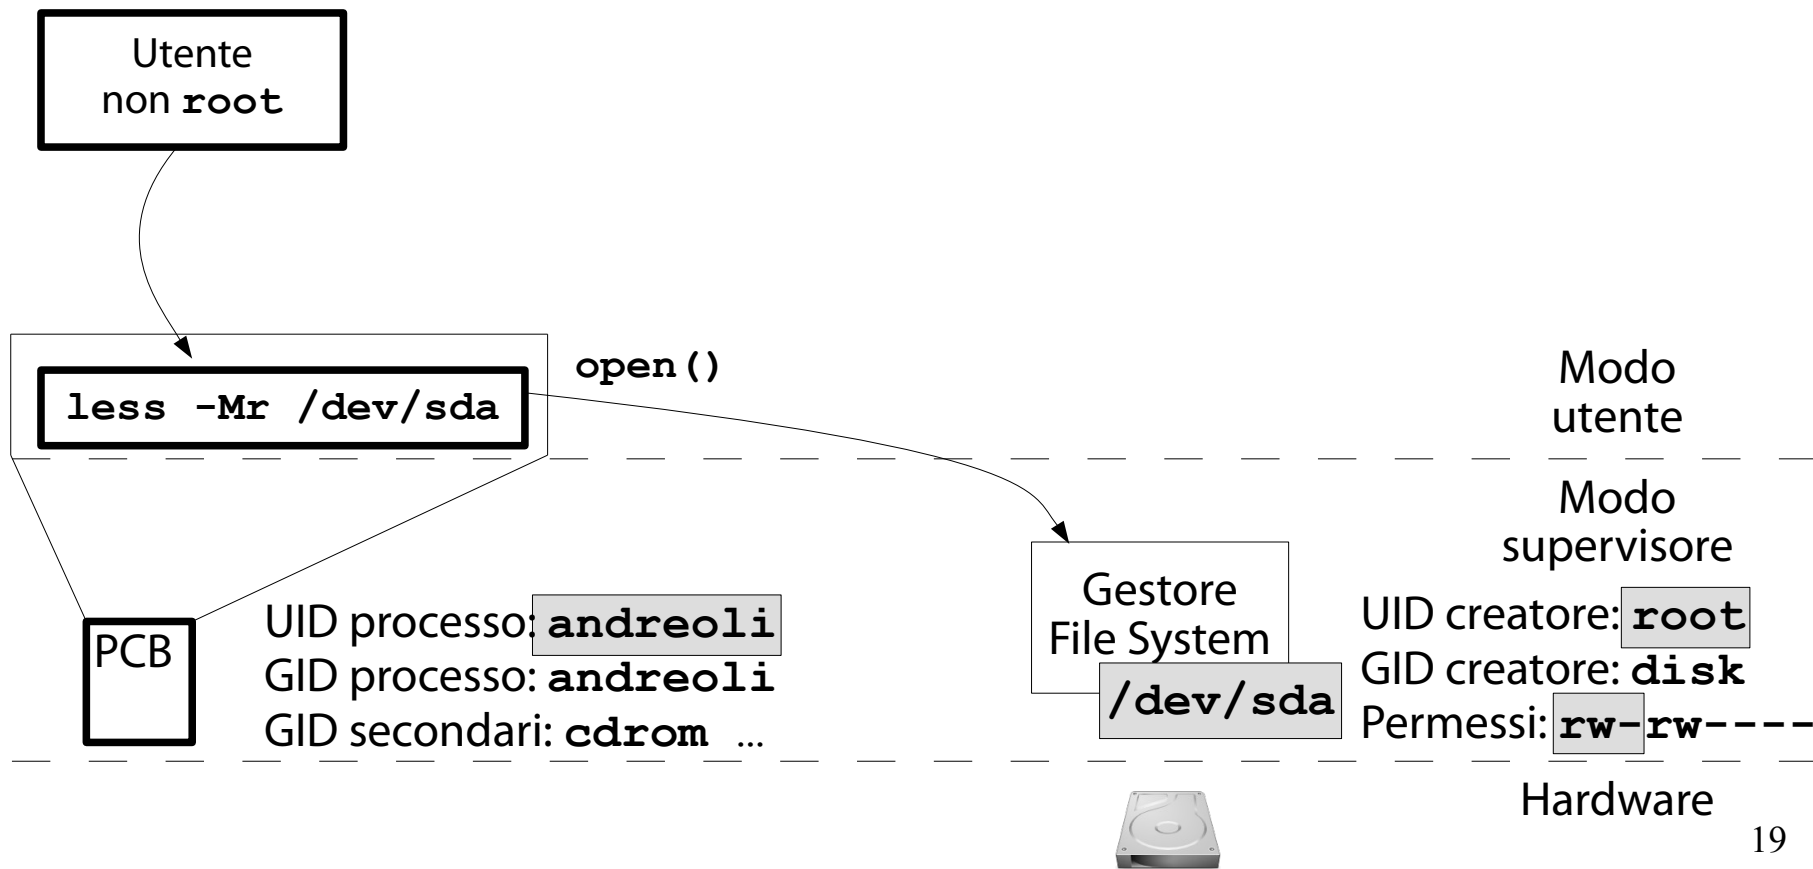 Utente
non root
open()
less -Mr /dev/sda
Modo
utente
Modo
supervisore
PCB
UID processo: andreoli
GID processo: andreoli
GID secondari: cdrom ...
Gestore
File System
/dev/sda
UID creatore: root
GID creatore: disk
Permessi: rw-rw----
Hardware
19